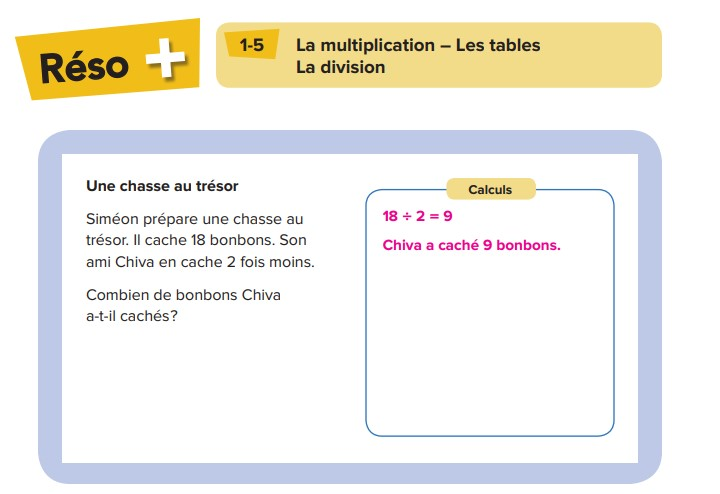 Réso +
1-5
La multiplication – Les tables
La division
Une chasse au trésor
Siméon prépare une chasse au
trésor. Il cache 18 bonbons. Son
ami Chiva en cache 2 fois moins.
Combien de bonbons Chiva
a-t-il cachés?
Calculs
18 ÷ 2 = 9
Chiva a caché 9 bonbons.